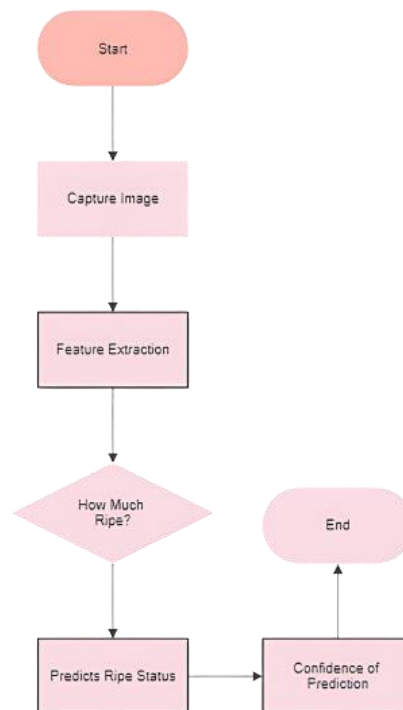 Start
Capture Image
Feature Extraction
How Much
Ripe?
End
Predicts Ripe Status
Confidence of
Prediction